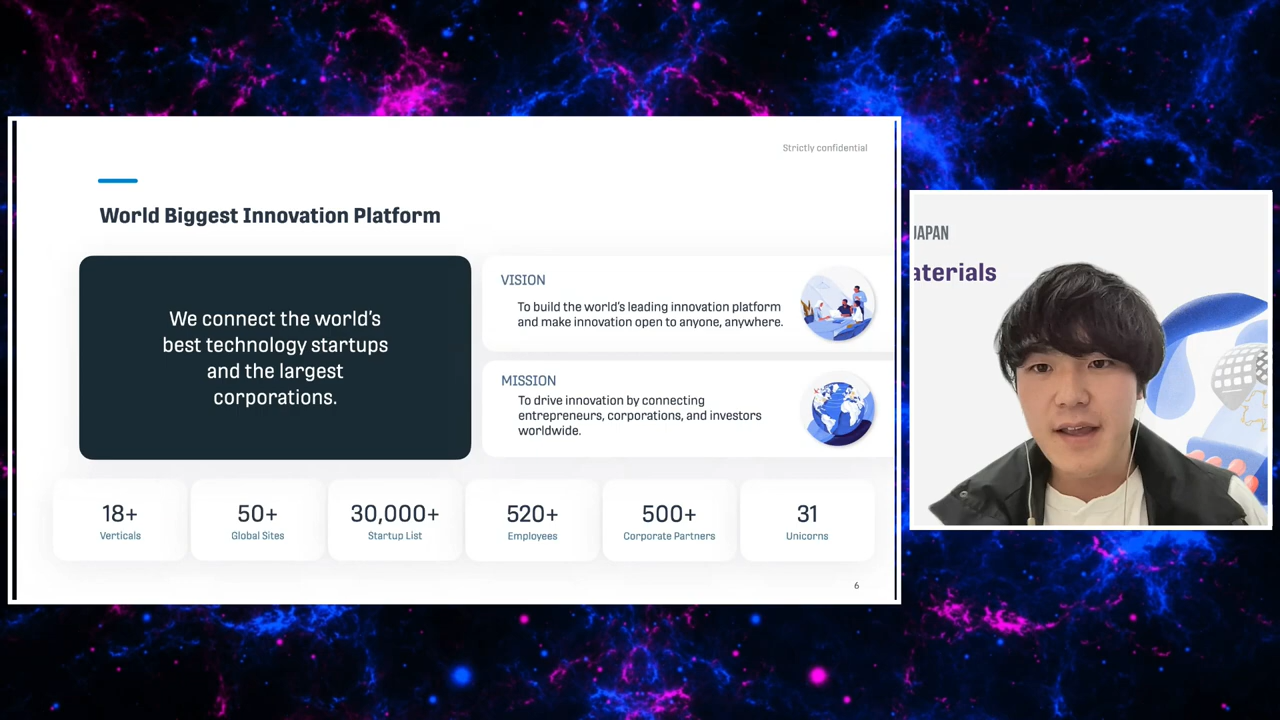 Strictly confidential
World Biggest Innovation Platform
We connect the world's
best technology startups
and the largest
corporations.
VISION
To build the world's leading innovation platform
and make innovation open to anyone, anywhere.
MISSION
To drive innovation by connecting
entrepreneurs, corporations, and investors
worldwide.
18+
Verticals
50+
Global Sites
30,000+
Startup List
520+
Employees
500+
Corporate Partners
31
Unicorns
6
JAPAN
aterials